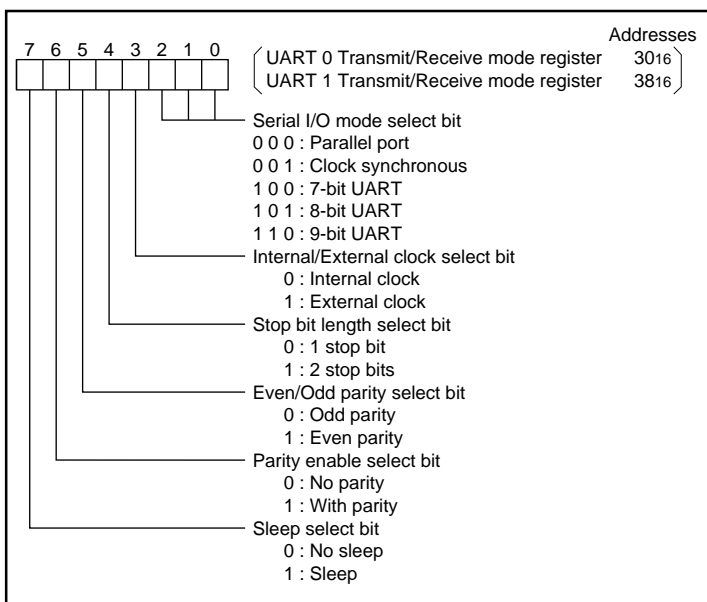 Addresses
7 6 5 4 3 2 1 0
UART 0 Transmit/Receive mode register 3016
UART 1 Transmit/Receive mode register 3816
Serial I/O mode select bit
0 0 0 : Parallel port
0 0 1 : Clock synchronous
1 0 0 : 7-bit UART
1 0 1 : 8-bit UART
1 1 0 : 9-bit UART
Internal/External clock select bit
0 : Internal clock
1 : External clock
Stop bit length select bit
0 : 1 stop bit
1 : 2 stop bits
Even/Odd parity select bit
0 : Odd parity
1 : Even parity
Parity enable select bit
0 : No parity
1 : With parity
Sleep select bit
0 : No sleep
1 : Sleep